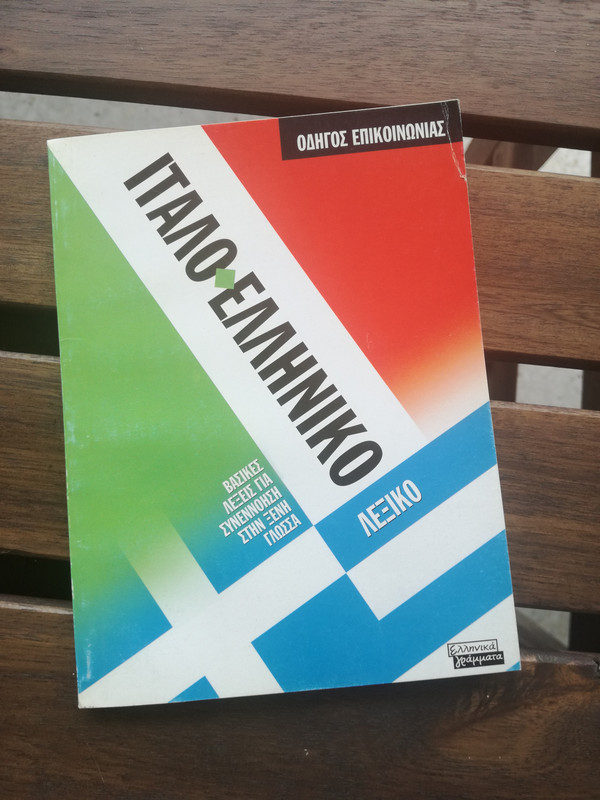 ΟΔΗΓΟΣ ΕΠΙΚΟΙΝΩΝΙΑΣ
ΙΤΑΛΟ◆ΕΛΛΗΝΙΚΟ
ΛΕΞΙΚΟ
ΒΑΣΙΚΕΣ
ΛΕΞΕΙΣ ΓΙΑ
ΣΥΝΕΝΝΟΗΣΗ
ΣΤΗΝ ΞΕΝΗ
ΓΛΩΣΣΑ
ελληνικά
γράμματα